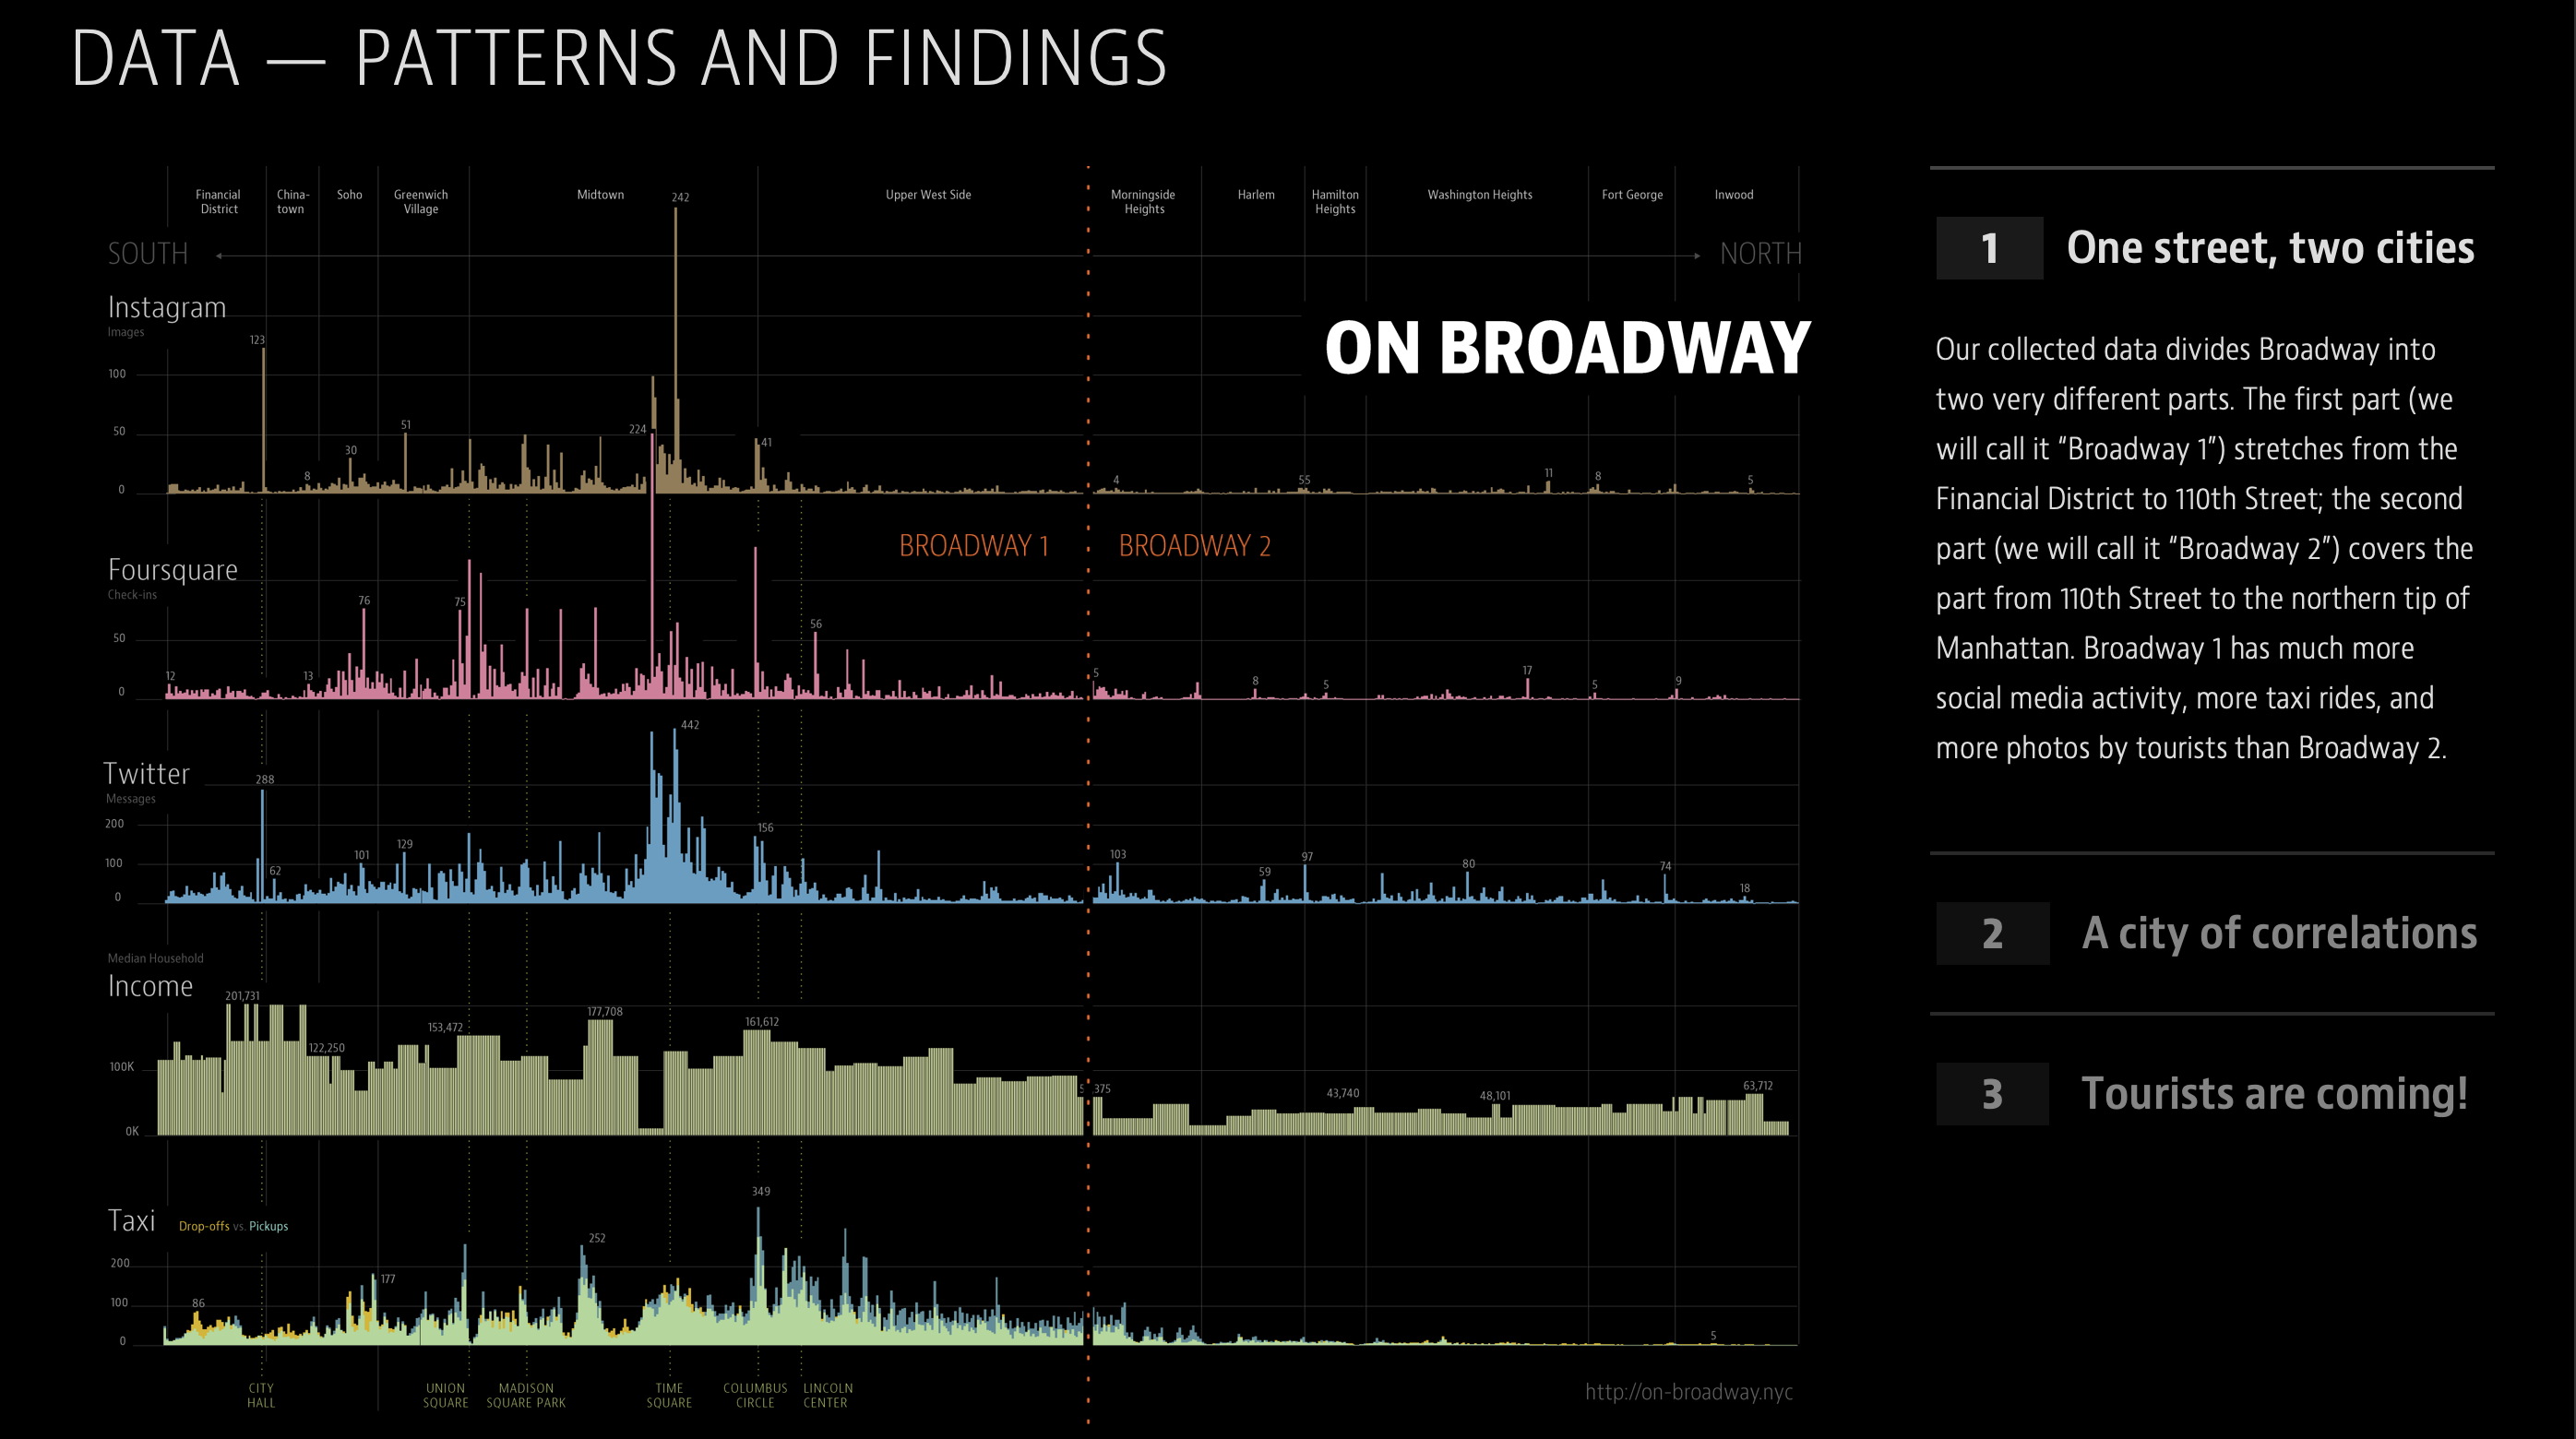 DATA — PATTERNS AND FINDINGS
Financial
District
China-
town
Soho
Greenwich
Village
Midtown
242
Upper West Side
Morningside
Heights
Harlem
Hamilton
Heights
Washington Heights
Fort George
Inwood
SOUTH
NORTH
Instagram
Images
ON BROADWAY
123
100
50
0
8
30
51
224
41
4
55
11
8
5
BROADWAY 1
BROADWAY 2
Foursquare
Check-ins
50
0
12
13
76
75
56
5
8
5
17
5
9
Twitter
Messages
200
100
0
288
62
101
129
442
156
103
59
97
80
74
18
Median Household
Income
100K
0K
201,731
122,250
153,472
177,708
161,612
5 375
43,740
48,101
63,712
Taxi
Drop-offs vs. Pickups
200
100
0
86
177
252
349
5
CITY
HALL
UNION
SQUARE
MADISON
SQUARE PARK
TIME
SQUARE
COLUMBUS
CIRCLE
LINCOLN
CENTER
http://on-broadway.nyc
1 One street, two cities
Our collected data divides Broadway into
two very different parts. The first part (we
will call it “Broadway 1”) stretches from the
Financial District to 110th Street; the second
part (we will call it “Broadway 2”) covers the
part from 110th Street to the northern tip of
Manhattan. Broadway 1 has much more
social media activity, more taxi rides, and
more photos by tourists than Broadway 2.
2 A city of correlations
3 Tourists are coming!